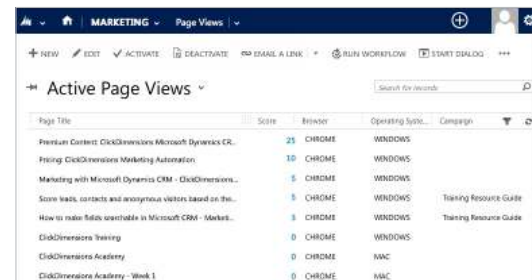 MARKETING Page Views
+ NEW EDIT ACTIVATE DEACTIVATE EMAIL A LINK RUN WORKFLOW START DIALOG •••
Active Page Views
Search for records
Page Title Score Browser Operating Syste... Campaign
Premium Content: ClickDimensions Microsoft Dynamics CR... 25 CHROME WINDOWS
Pricing: ClickDimensions Marketing Automation 10 CHROME WINDOWS
Marketing with Microsoft Dynamics CRM - ClickDimensions... 5 CHROME WINDOWS
Score leads, contacts and anonymous visitors based on the... 5 CHROME WINDOWS Training Resource Guide
How to make fields searchable in Microsoft CRM - Marketi... CHROME WINDOWS Training Resource Guide
ClickDimensions Training 0 CHROME WINDOWS
ClickDimensions Academy 0 CHROME MAC
ClickDimensions Academy - Week 1 0 CHROME MAC